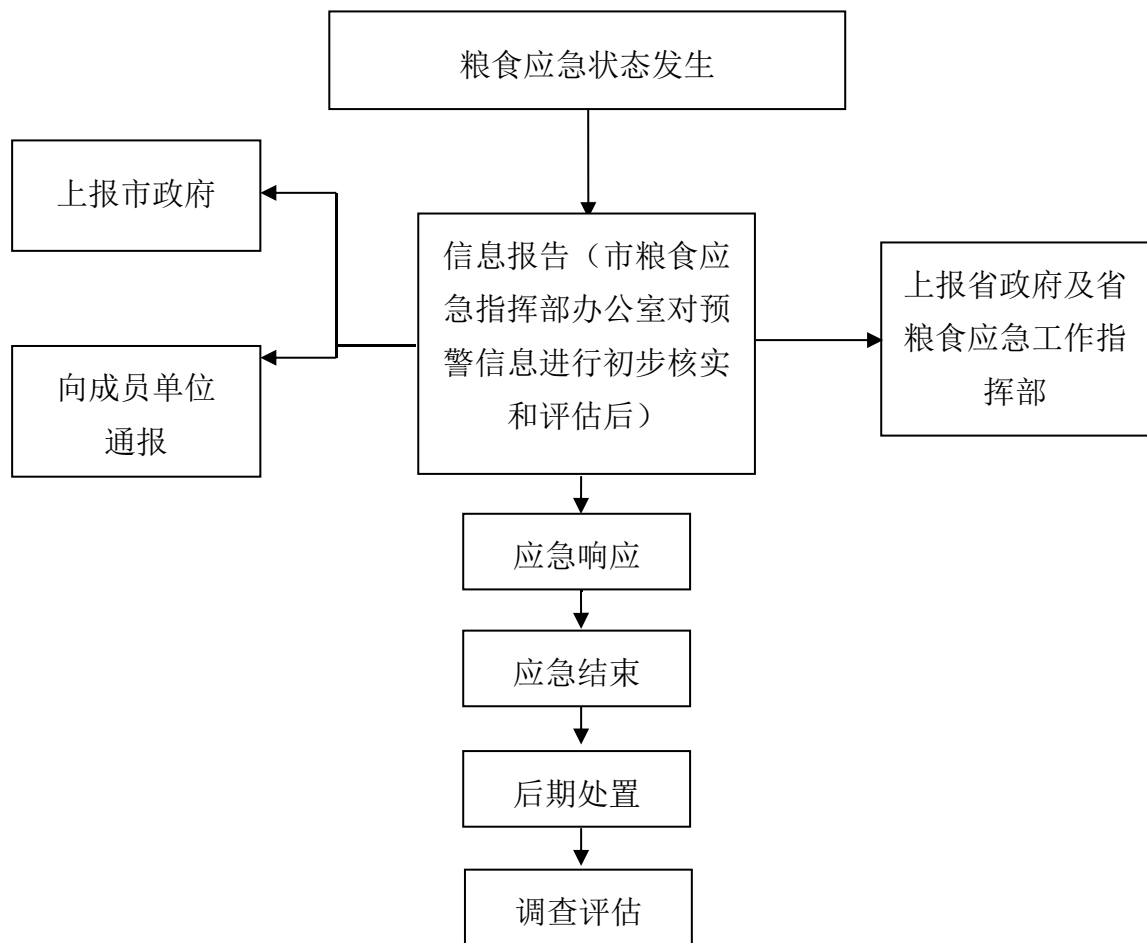 粮食应急状态发生
上报市政府
信息报告（市粮食应
急指挥部办公室对预
警信息进行初步核实
和评估后）
上报省政府及省
粮食应急工作指
挥部
向成员单位
通报
应急响应
应急结束
后期处置
调查评估